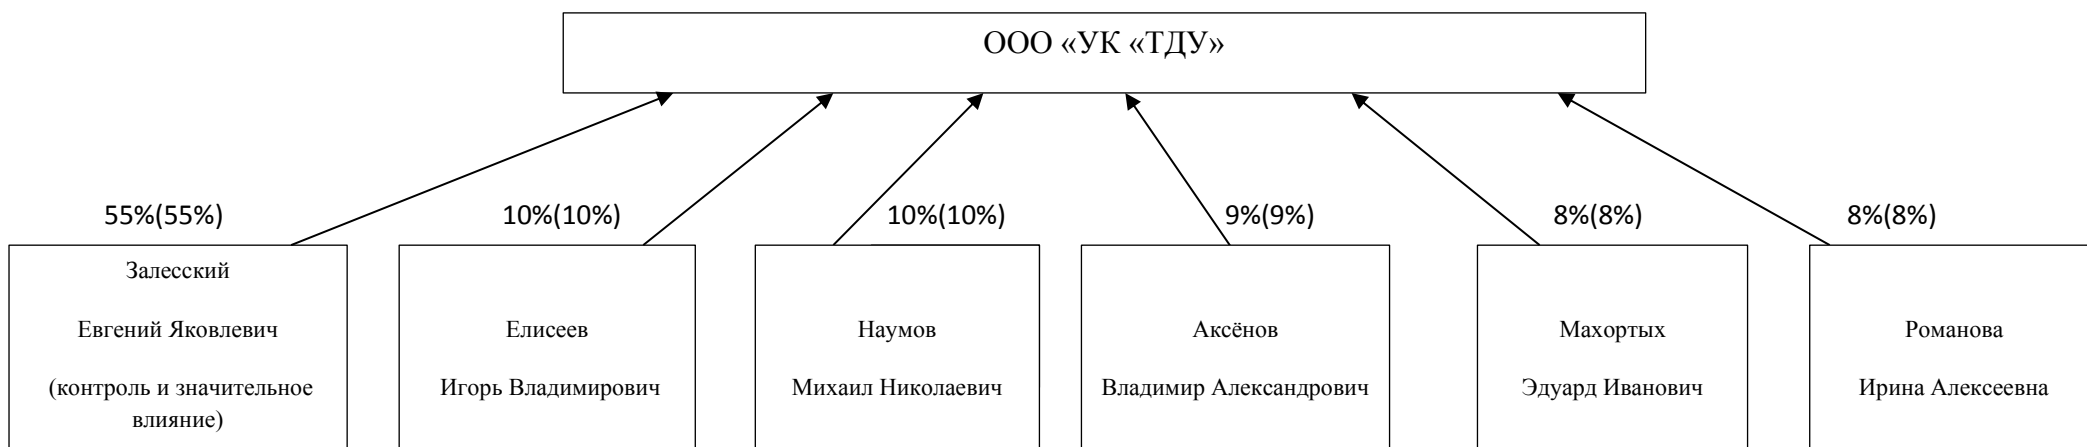 ООО «УК «ТДУ»
55%(55%)
10%(10%)
10%(10%)
9%(9%)
8%(8%)
8%(8%)
Залесский
Евгений Яковлевич
(контроль и значительное
влияние)
Елисеев
Игорь Владимирович
Наумов
Михаил Николаевич
Аксёнов
Владимир Александрович
Махортых
Эдуард Иванович
Романова
Ирина Алексеевна